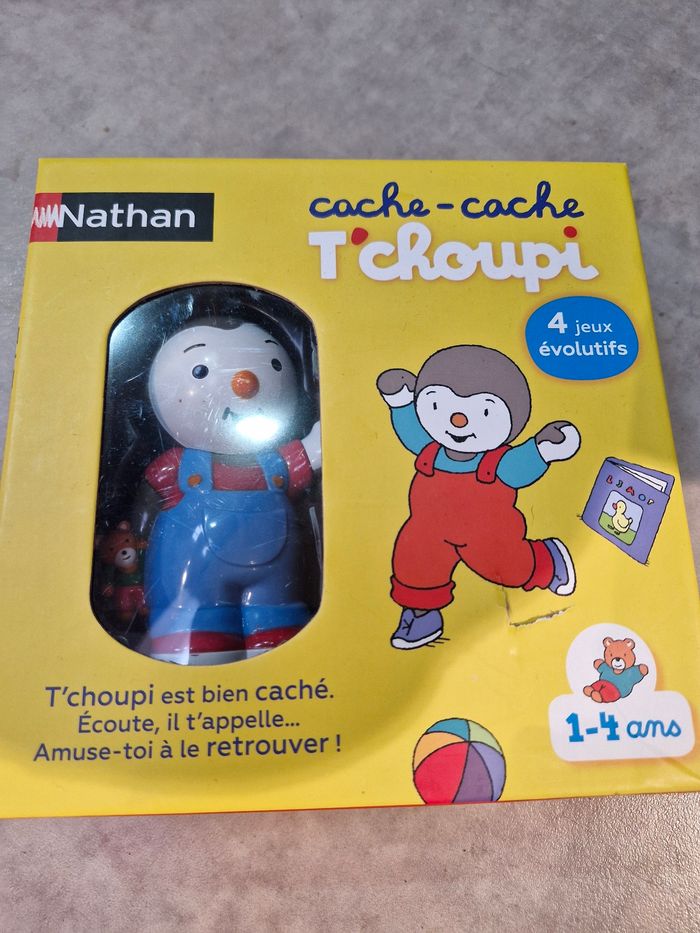 Nathan
cache-cache
T'choupi
4 jeux
évolutifs
T'choupi est bien caché.
Écoute, il t'appelle...
Amuse-toi à le retrouver !
1-4 ans